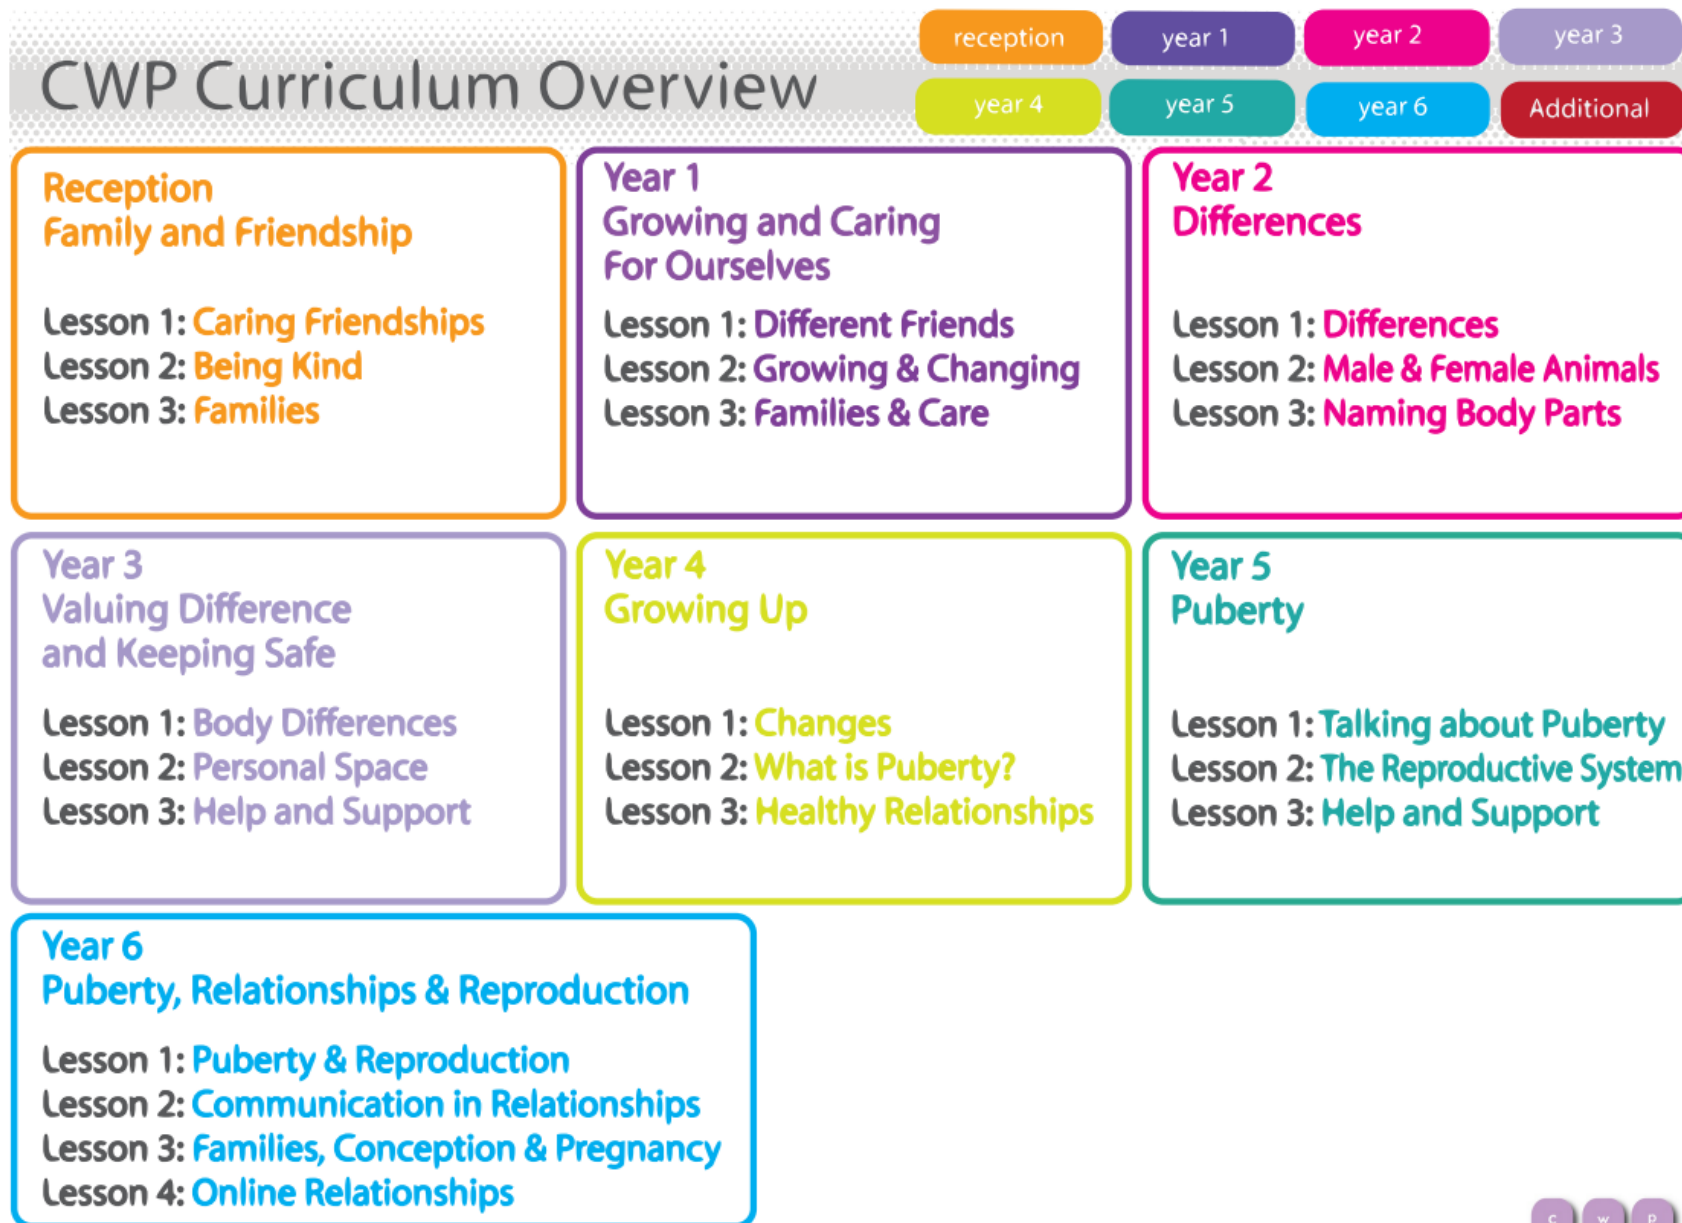 CWP Curriculum Overview
reception
year 1
year 2
year 3
year 4
year 5
year 6
Additional
Reception
Family and Friendship
Lesson 1: Caring Friendships
Lesson 2: Being Kind
Lesson 3: Families
Year 1
Growing and Caring
For Ourselves
Lesson 1: Different Friends
Lesson 2: Growing & Changing
Lesson 3: Families & Care
Year 2
Differences
Lesson 1: Differences
Lesson 2: Male & Female Animals
Lesson 3: Naming Body Parts
Year 3
Valuing Difference
and Keeping Safe
Lesson 1: Body Differences
Lesson 2: Personal Space
Lesson 3: Help and Support
Year 4
Growing Up
Lesson 1: Changes
Lesson 2: What is Puberty?
Lesson 3: Healthy Relationships
Year 5
Puberty
Lesson 1: Talking about Puberty
Lesson 2: The Reproductive System
Lesson 3: Help and Support
Year 6
Puberty, Relationships & Reproduction
Lesson 1: Puberty & Reproduction
Lesson 2: Communication in Relationships
Lesson 3: Families, Conception & Pregnancy
Lesson 4: Online Relationships
c w p